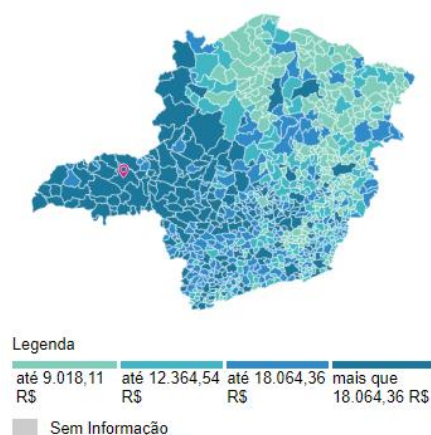 Legenda
até 9.018,11 R$
até 12.364,54 R$
até 18.064,36 R$
mais que 18.064,36 R$
Sem Informação